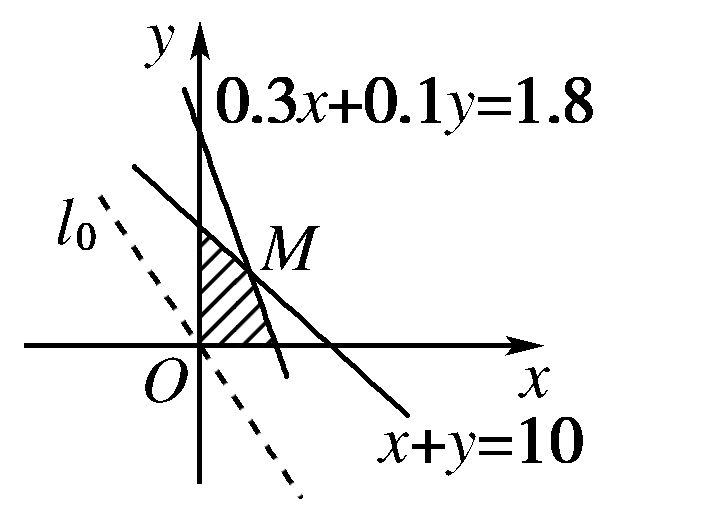 y
0.3x+0.1y=1.8
l₀
M
O
x
x+y=10